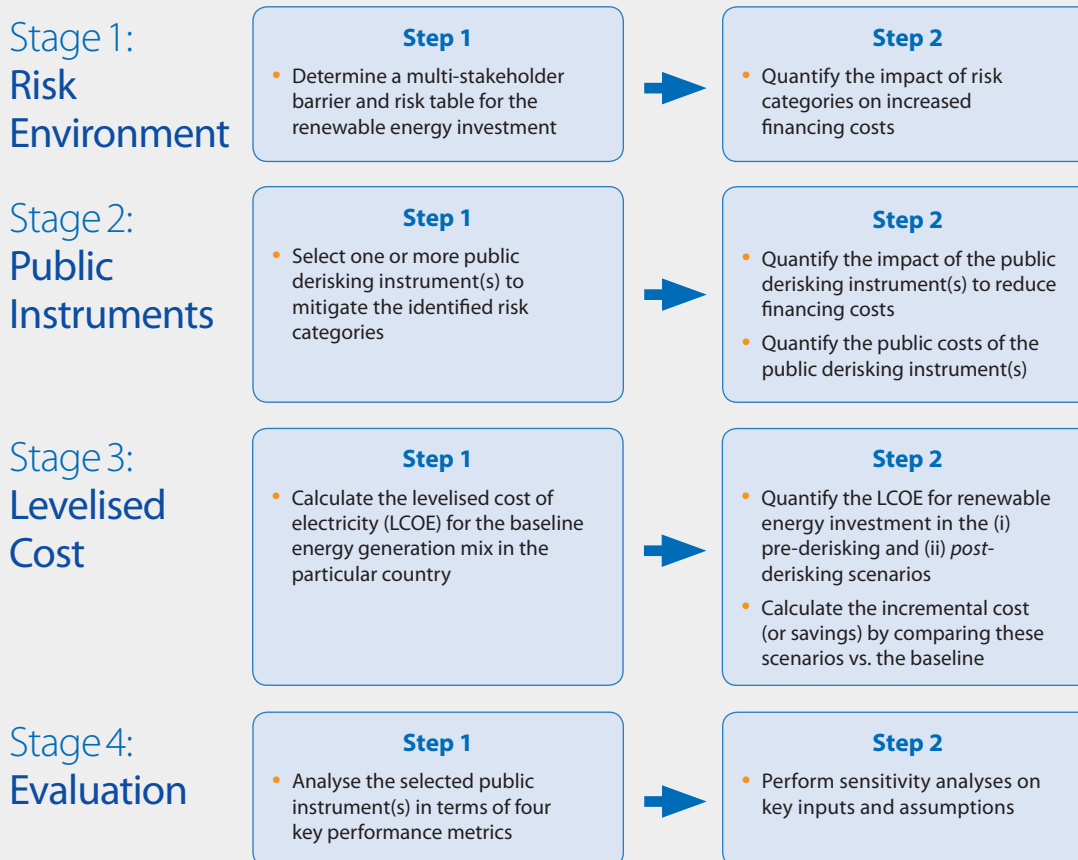 Stage 1:
Risk
Environment
Step 1
• Determine a multi-stakeholder
barrier and risk table for the
renewable energy investment
Step 2
• Quantify the impact of risk
categories on increased
financing costs
Stage 2:
Public
Instruments
Step 1
• Select one or more public
derisking instrument(s) to
mitigate the identified risk
categories
Step 2
• Quantify the impact of the public
derisking instrument(s) to reduce
financing costs
• Quantify the public costs of the
public derisking instrument(s)
Stage 3:
Levelised
Cost
Step 1
• Calculate the levelised cost of
electricity (LCOE) for the baseline
energy generation mix in the
particular country
Step 2
• Quantify the LCOE for renewable
energy investment in the (i)
pre-derisking and (ii) post-
derisking scenarios
• Calculate the incremental cost
(or savings) by comparing these
scenarios vs. the baseline
Stage 4:
Evaluation
Step 1
• Analyse the selected public
instrument(s) in terms of four
key performance metrics
Step 2
• Perform sensitivity analyses on
key inputs and assumptions